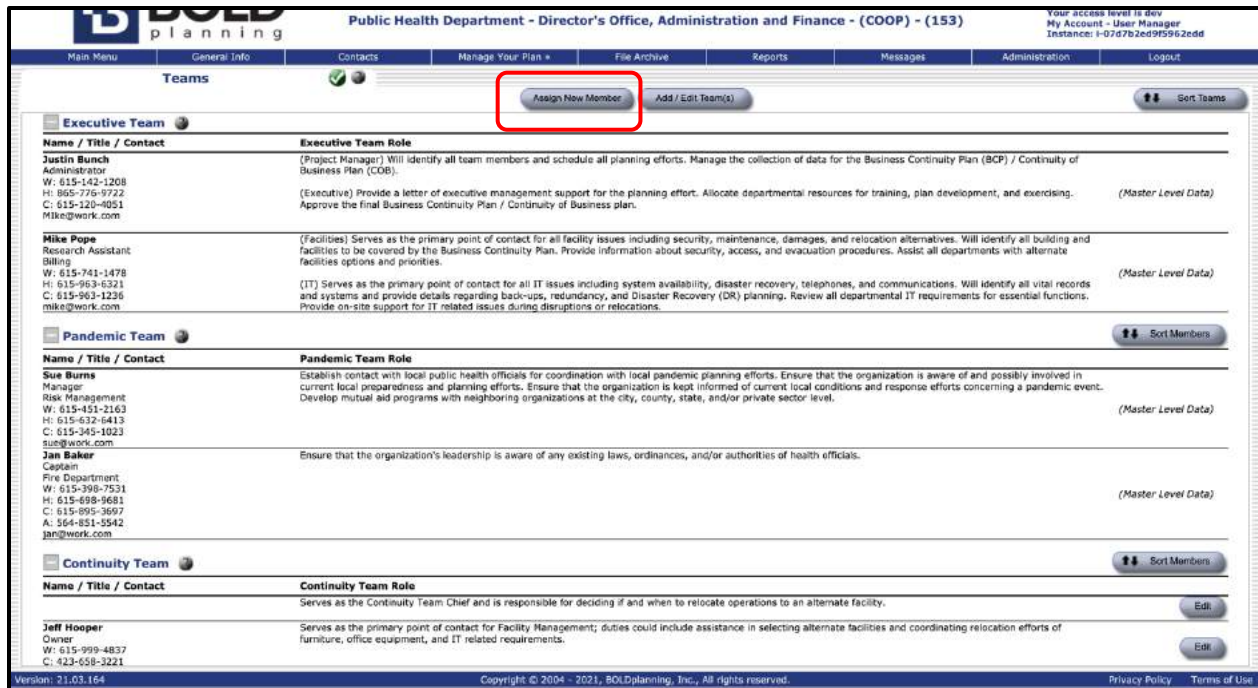 BOLD
planning
Public Health Department - Director's Office, Administration and Finance - (COOP) - (153)
Your access level is dev
My Account - User Manager
Instance: i-07d7b2ed9f5962edd
Main Menu General Info Contacts Manage Your Plan » File Archive Reports Messages Administration Logout
Teams
Assign New Member Add / Edit Team(s) Sort Teams
Executive Team
Name / Title / Contact Executive Team Role
Justin Bunch
Administrator
W: 615-142-1208
H: 865-776-9722
C: 615-120-4051
MIke@work.com
(Project Manager) Will identify all team members and schedule all planning efforts. Manage the collection of data for the Business Continuity Plan (BCP) / Continuity of
Business Plan (COB).
(Executive) Provide a letter of executive management support for the planning effort. Allocate departmental resources for training, plan development, and exercising.
Approve the final Business Continuity Plan / Continuity of Business plan.
(Master Level Data)
Mike Pope
Research Assistant
Billing
W: 615-741-1478
H: 615-963-6321
C: 615-963-1236
mike@work.com
(Facilities) Serves as the primary point of contact for all facility issues including security, maintenance, damages, and relocation alternatives. Will identify all building and
facilities to be covered by the Business Continuity Plan. Provide information about security, access, and evacuation procedures. Assist all departments with alternate
facilities options and priorities.
(IT) Serves as the primary point of contact for all IT issues including system availability, disaster recovery, telephones, and communications. Will identify all vital records
and systems and provide details regarding back-ups, redundancy, and Disaster Recovery (DR) planning. Review all departmental IT requirements for essential functions.
Provide on-site support for IT related issues during disruptions or relocations.
(Master Level Data)
Pandemic Team
Sort Members
Name / Title / Contact Pandemic Team Role
Sue Burns
Manager
Risk Management
W: 615-451-2163
H: 615-632-6413
C: 615-345-1023
sue@work.com
Establish contact with local public health officials for coordination with local pandemic planning efforts. Ensure that the organization is aware of and possibly involved in
current local preparedness and planning efforts. Ensure that the organization is kept informed of current local conditions and response efforts concerning a pandemic event.
Develop mutual aid programs with neighboring organizations at the city, county, state, and/or private sector level.
(Master Level Data)
Jan Baker
Captain
Fire Department
W: 615-398-7531
H: 615-698-9681
C: 615-895-3697
A: 564-851-5542
jan@work.com
Ensure that the organization's leadership is aware of any existing laws, ordinances, and/or authorities of health officials.
(Master Level Data)
Continuity Team
Sort Members
Name / Title / Contact Continuity Team Role
Serves as the Continuity Team Chief and is responsible for deciding if and when to relocate operations to an alternate facility.
Edit
Jeff Hooper
Owner
W: 615-999-4837
C: 423-658-3221
Serves as the primary point of contact for Facility Management; duties could include assistance in selecting alternate facilities and coordinating relocation efforts of
furniture, office equipment, and IT related requirements.
Edit
Version: 21.03.164 Copyright © 2004 - 2021, BOLDplanning, Inc., All rights reserved. Privacy Policy Terms of Use